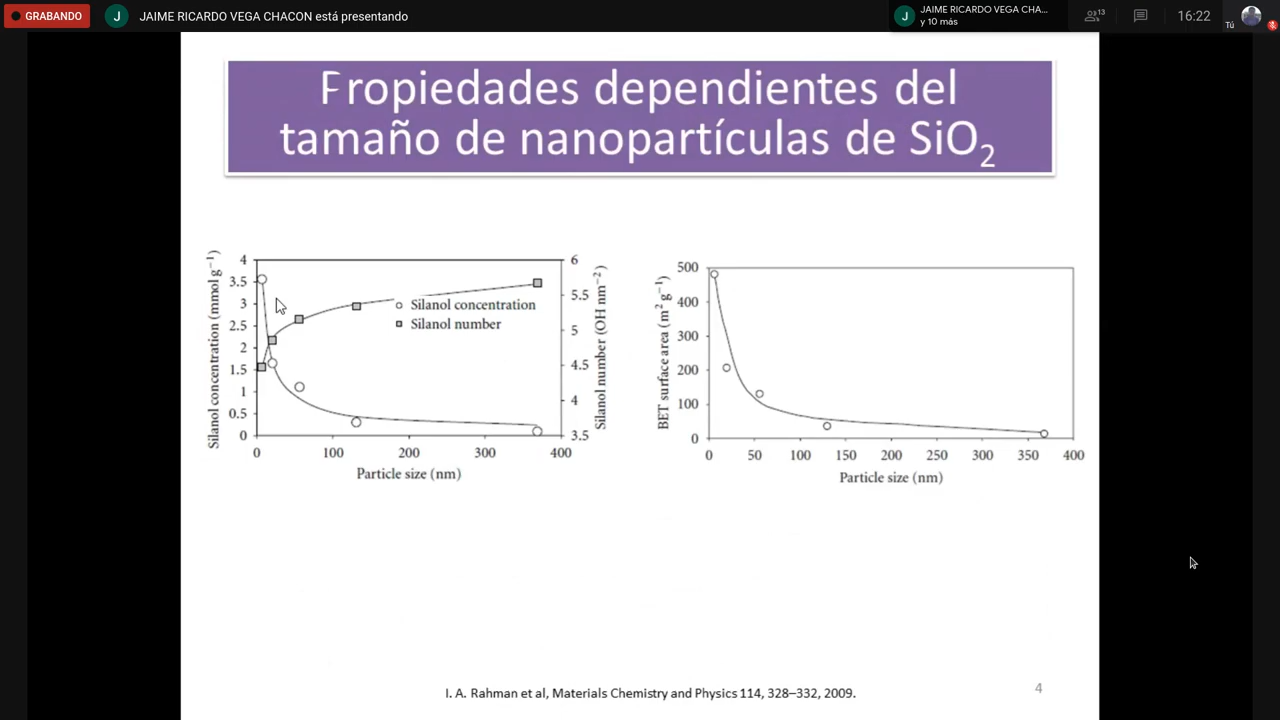 GRABANDO
J
JAIME RICARDO VEGA CHACON está presentando
J
JAIME RICARDO VEGA CHA...
y 10 más
13
16:22
Tú
Propiedades dependientes del
tamaño de nanopartículas de SiO₂
Silanol concentration (mmol g⁻¹)
4
3.5
3
2.5
2
1.5
1
0.5
0
0
100
200
300
400
Particle size (nm)
Silanol concentration
Silanol number
6
5.5
5
4.5
4
3.5
Silanol number (OH nm⁻²)
BET surface area (m² g⁻¹)
500
400
300
200
100
0
0
50
100
150
200
250
300
350
400
Particle size (nm)
I. A. Rahman et al, Materials Chemistry and Physics 114, 328–332, 2009.
4